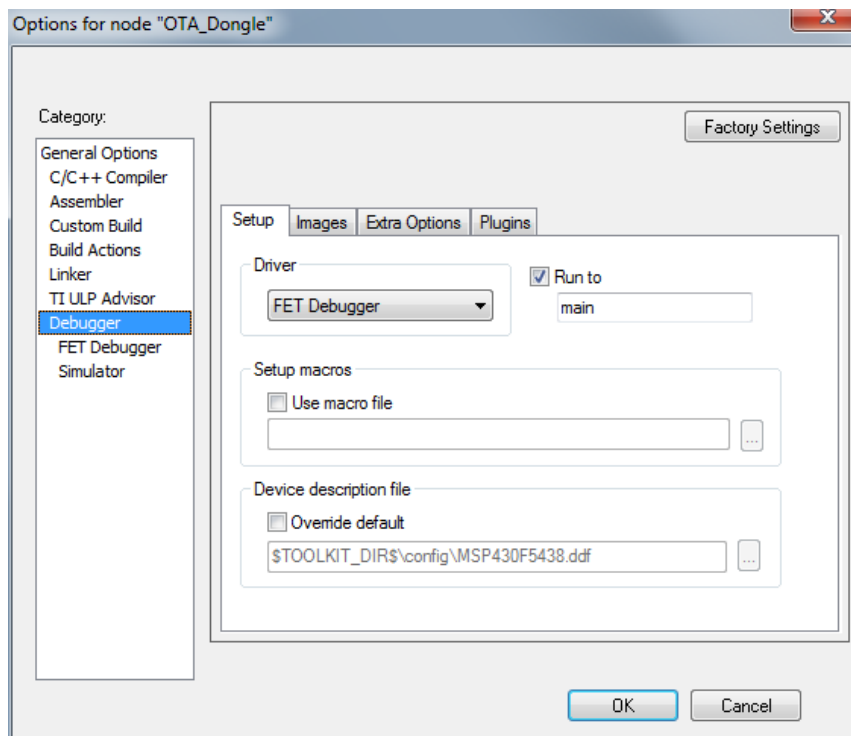 Options for node "OTA_Dongle"
x
Category:
Factory Settings
General Options
C/C++ Compiler
Assembler
Custom Build
Build Actions
Linker
TI ULP Advisor
Debugger
FET Debugger
Simulator
Setup Images Extra Options Plugins
Driver
FET Debugger
Run to
main
Setup macros
Use macro file
...
Device description file
Override default
$TOOLKIT_DIR$\config\MSP430F5438.ddf
...
OK Cancel